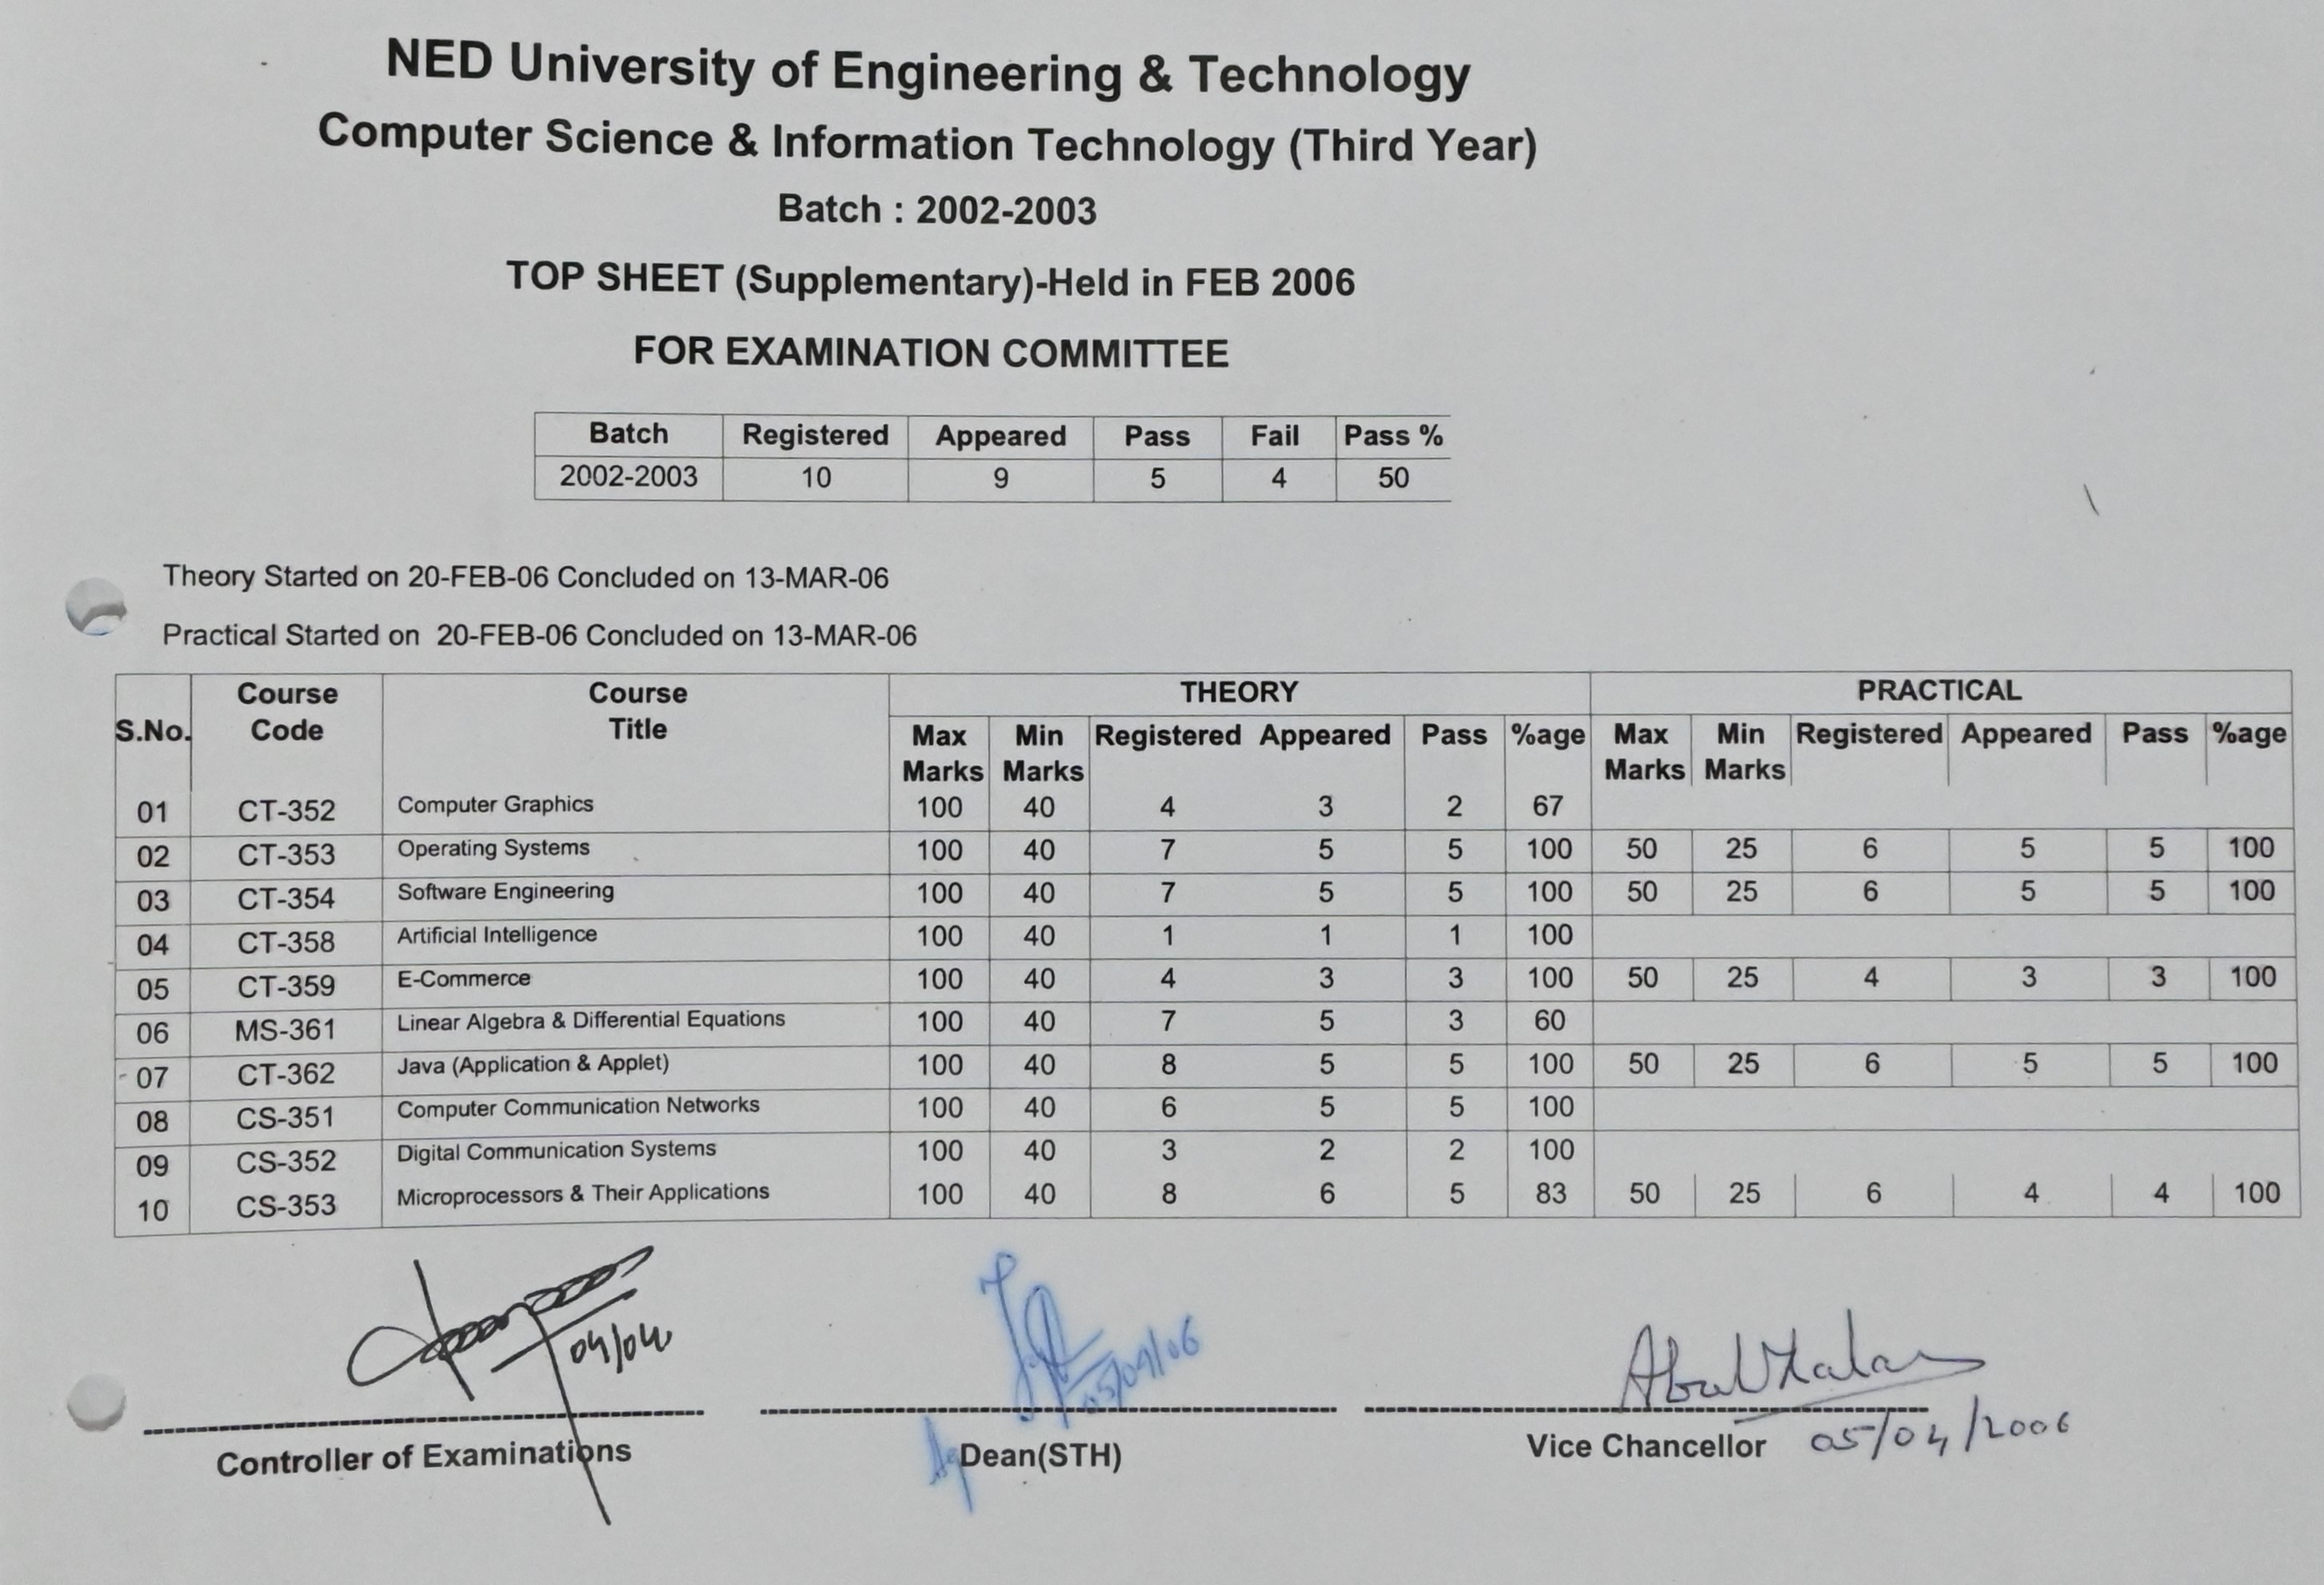 NED University of Engineering & Technology
Computer Science & Information Technology (Third Year)
Batch : 2002-2003
TOP SHEET (Supplementary)-Held in FEB 2006
FOR EXAMINATION COMMITTEE
Batch Registered Appeared Pass Fail Pass %
2002-2003 10 9 5 4 50
Theory Started on 20-FEB-06 Concluded on 13-MAR-06
Practical Started on 20-FEB-06 Concluded on 13-MAR-06
S.No. Course Code Course Title THEORY PRACTICAL
Max Marks Min Marks Registered Appeared Pass %age Max Marks Min Marks Registered Appeared Pass %age
01 CT-352 Computer Graphics 100 40 4 3 2 67
02 CT-353 Operating Systems 100 40 7 5 5 100 50 25 6 5 5 100
03 CT-354 Software Engineering 100 40 7 5 5 100 50 25 6 5 5 100
04 CT-358 Artificial Intelligence 100 40 1 1 1 100
05 CT-359 E-Commerce 100 40 4 3 3 100 50 25 4 3 3 100
06 MS-361 Linear Algebra & Differential Equations 100 40 7 5 3 60
07 CT-362 Java (Application & Applet) 100 40 8 5 5 100 50 25 6 5 5 100
08 CS-351 Computer Communication Networks 100 40 6 5 5 100
09 CS-352 Digital Communication Systems 100 40 3 2 2 100
10 CS-353 Microprocessors & Their Applications 100 40 8 6 5 83 50 25 6 4 4 100
05/04/06
Controller of Examinations Dean(STH) Vice Chancellor 05/04/2006